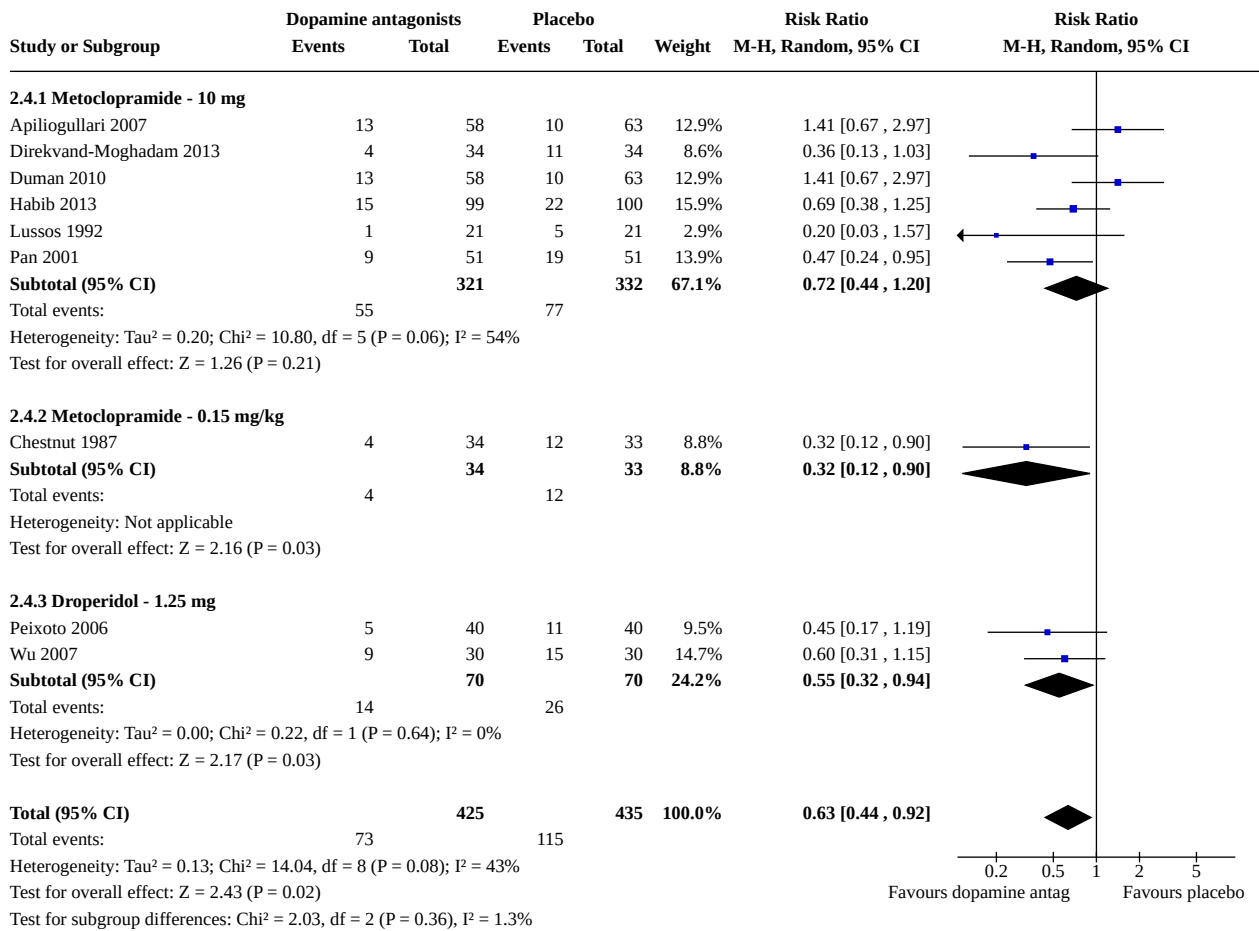 Dopamine antagonists Placebo Risk Ratio Risk Ratio
Study or Subgroup Events Total Events Total Weight M-H, Random, 95% CI M-H, Random, 95% CI
2.4.1 Metoclopramide - 10 mg
Apiliogullari 2007 13 58 10 63 12.9% 1.41 [0.67 , 2.97]
Direkvand-Moghadam 2013 4 34 11 34 8.6% 0.36 [0.13 , 1.03]
Duman 2010 13 58 10 63 12.9% 1.41 [0.67 , 2.97]
Habib 2013 15 99 22 100 15.9% 0.69 [0.38 , 1.25]
Lussos 1992 1 21 5 21 2.9% 0.20 [0.03 , 1.57]
Pan 2001 9 51 19 51 13.9% 0.47 [0.24 , 0.95]
Subtotal (95% CI) 321 332 67.1% 0.72 [0.44 , 1.20]
Total events: 55 77
Heterogeneity: Tau² = 0.20; Chi² = 10.80, df = 5 (P = 0.06); I² = 54%
Test for overall effect: Z = 1.26 (P = 0.21)
2.4.2 Metoclopramide - 0.15 mg/kg
Chestnut 1987 4 34 12 33 8.8% 0.32 [0.12 , 0.90]
Subtotal (95% CI) 34 33 8.8% 0.32 [0.12 , 0.90]
Total events: 4 12
Heterogeneity: Not applicable
Test for overall effect: Z = 2.16 (P = 0.03)
2.4.3 Droperidol - 1.25 mg
Peixoto 2006 5 40 11 40 9.5% 0.45 [0.17 , 1.19]
Wu 2007 9 30 15 30 14.7% 0.60 [0.31 , 1.15]
Subtotal (95% CI) 70 70 24.2% 0.55 [0.32 , 0.94]
Total events: 14 26
Heterogeneity: Tau² = 0.00; Chi² = 0.22, df = 1 (P = 0.64); I² = 0%
Test for overall effect: Z = 2.17 (P = 0.03)
Total (95% CI) 425 435 100.0% 0.63 [0.44 , 0.92]
Total events: 73 115
Heterogeneity: Tau² = 0.13; Chi² = 14.04, df = 8 (P = 0.08); I² = 43%
0.2 0.5 1 2 5
Test for overall effect: Z = 2.43 (P = 0.02)
Favours dopamine antag Favours placebo
Test for subgroup differences: Chi² = 2.03, df = 2 (P = 0.36), I² = 1.3%